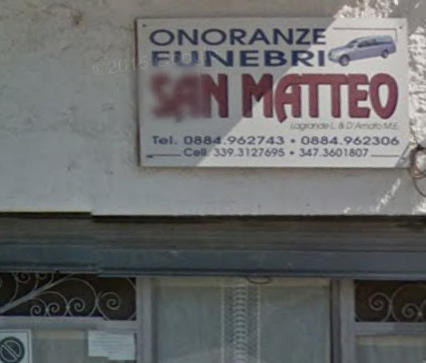 ONORANZE
FUNEBRI
SAN MATTEO
Lagrande L. & D'Amato M.E.
Tel. 0884.962743 • 0884.962306
Cell. 339.3127695 • 347.3601807